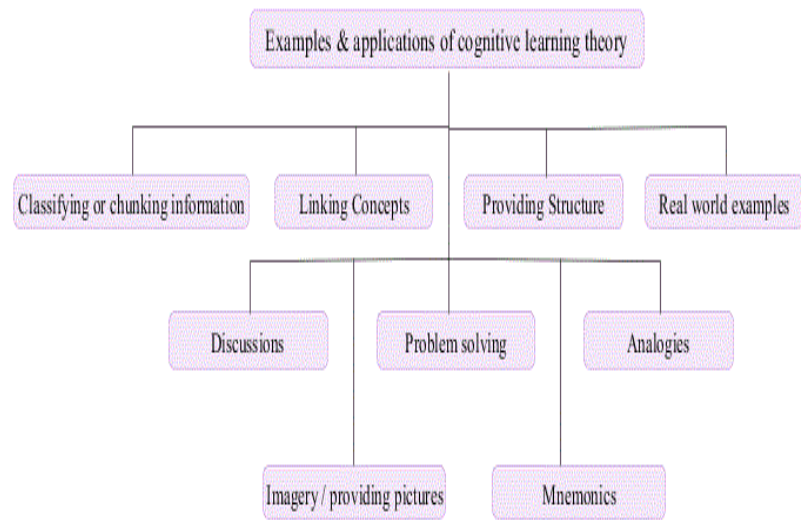 Examples & applications of cognitive learning theory
Classifying or chunking information
Linking Concepts
Providing Structure
Real world examples
Discussions
Problem solving
Analogies
Imagery / providing pictures
Mnemonics